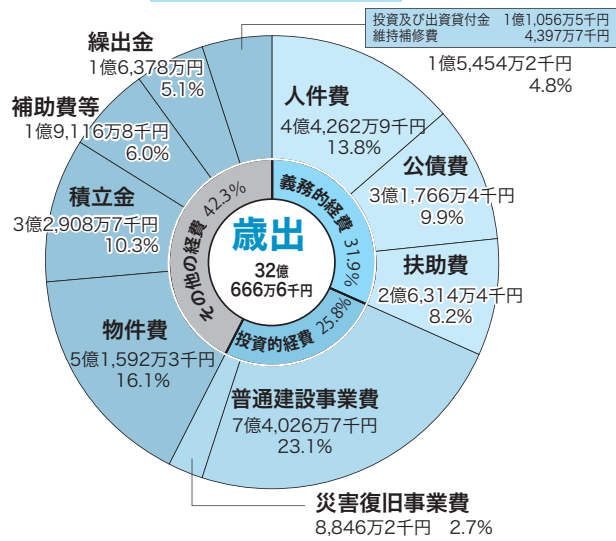 投資及び出資貸付金 1億1,056万5千円
維持補修費 4,397万7千円
1億5,454万2千円
4.8%
人件費
4億4,262万9千円
13.8%
公債費
3億1,766万4千円
9.9%
扶助費
2億6,314万4千円
8.2%
普通建設事業費
7億4,026万7千円
23.1%
災害復旧事業費
8,846万2千円 2.7%
物件費
5億1,592万3千円
16.1%
積立金
3億2,908万7千円
10.3%
補助費等
1億9,116万8千円
6.0%
繰出金
1億6,378万円
5.1%
義務的経費 31.9%
投資的経費 25.8%
その他の経費 42.3%
歳出
32億
666万6千円